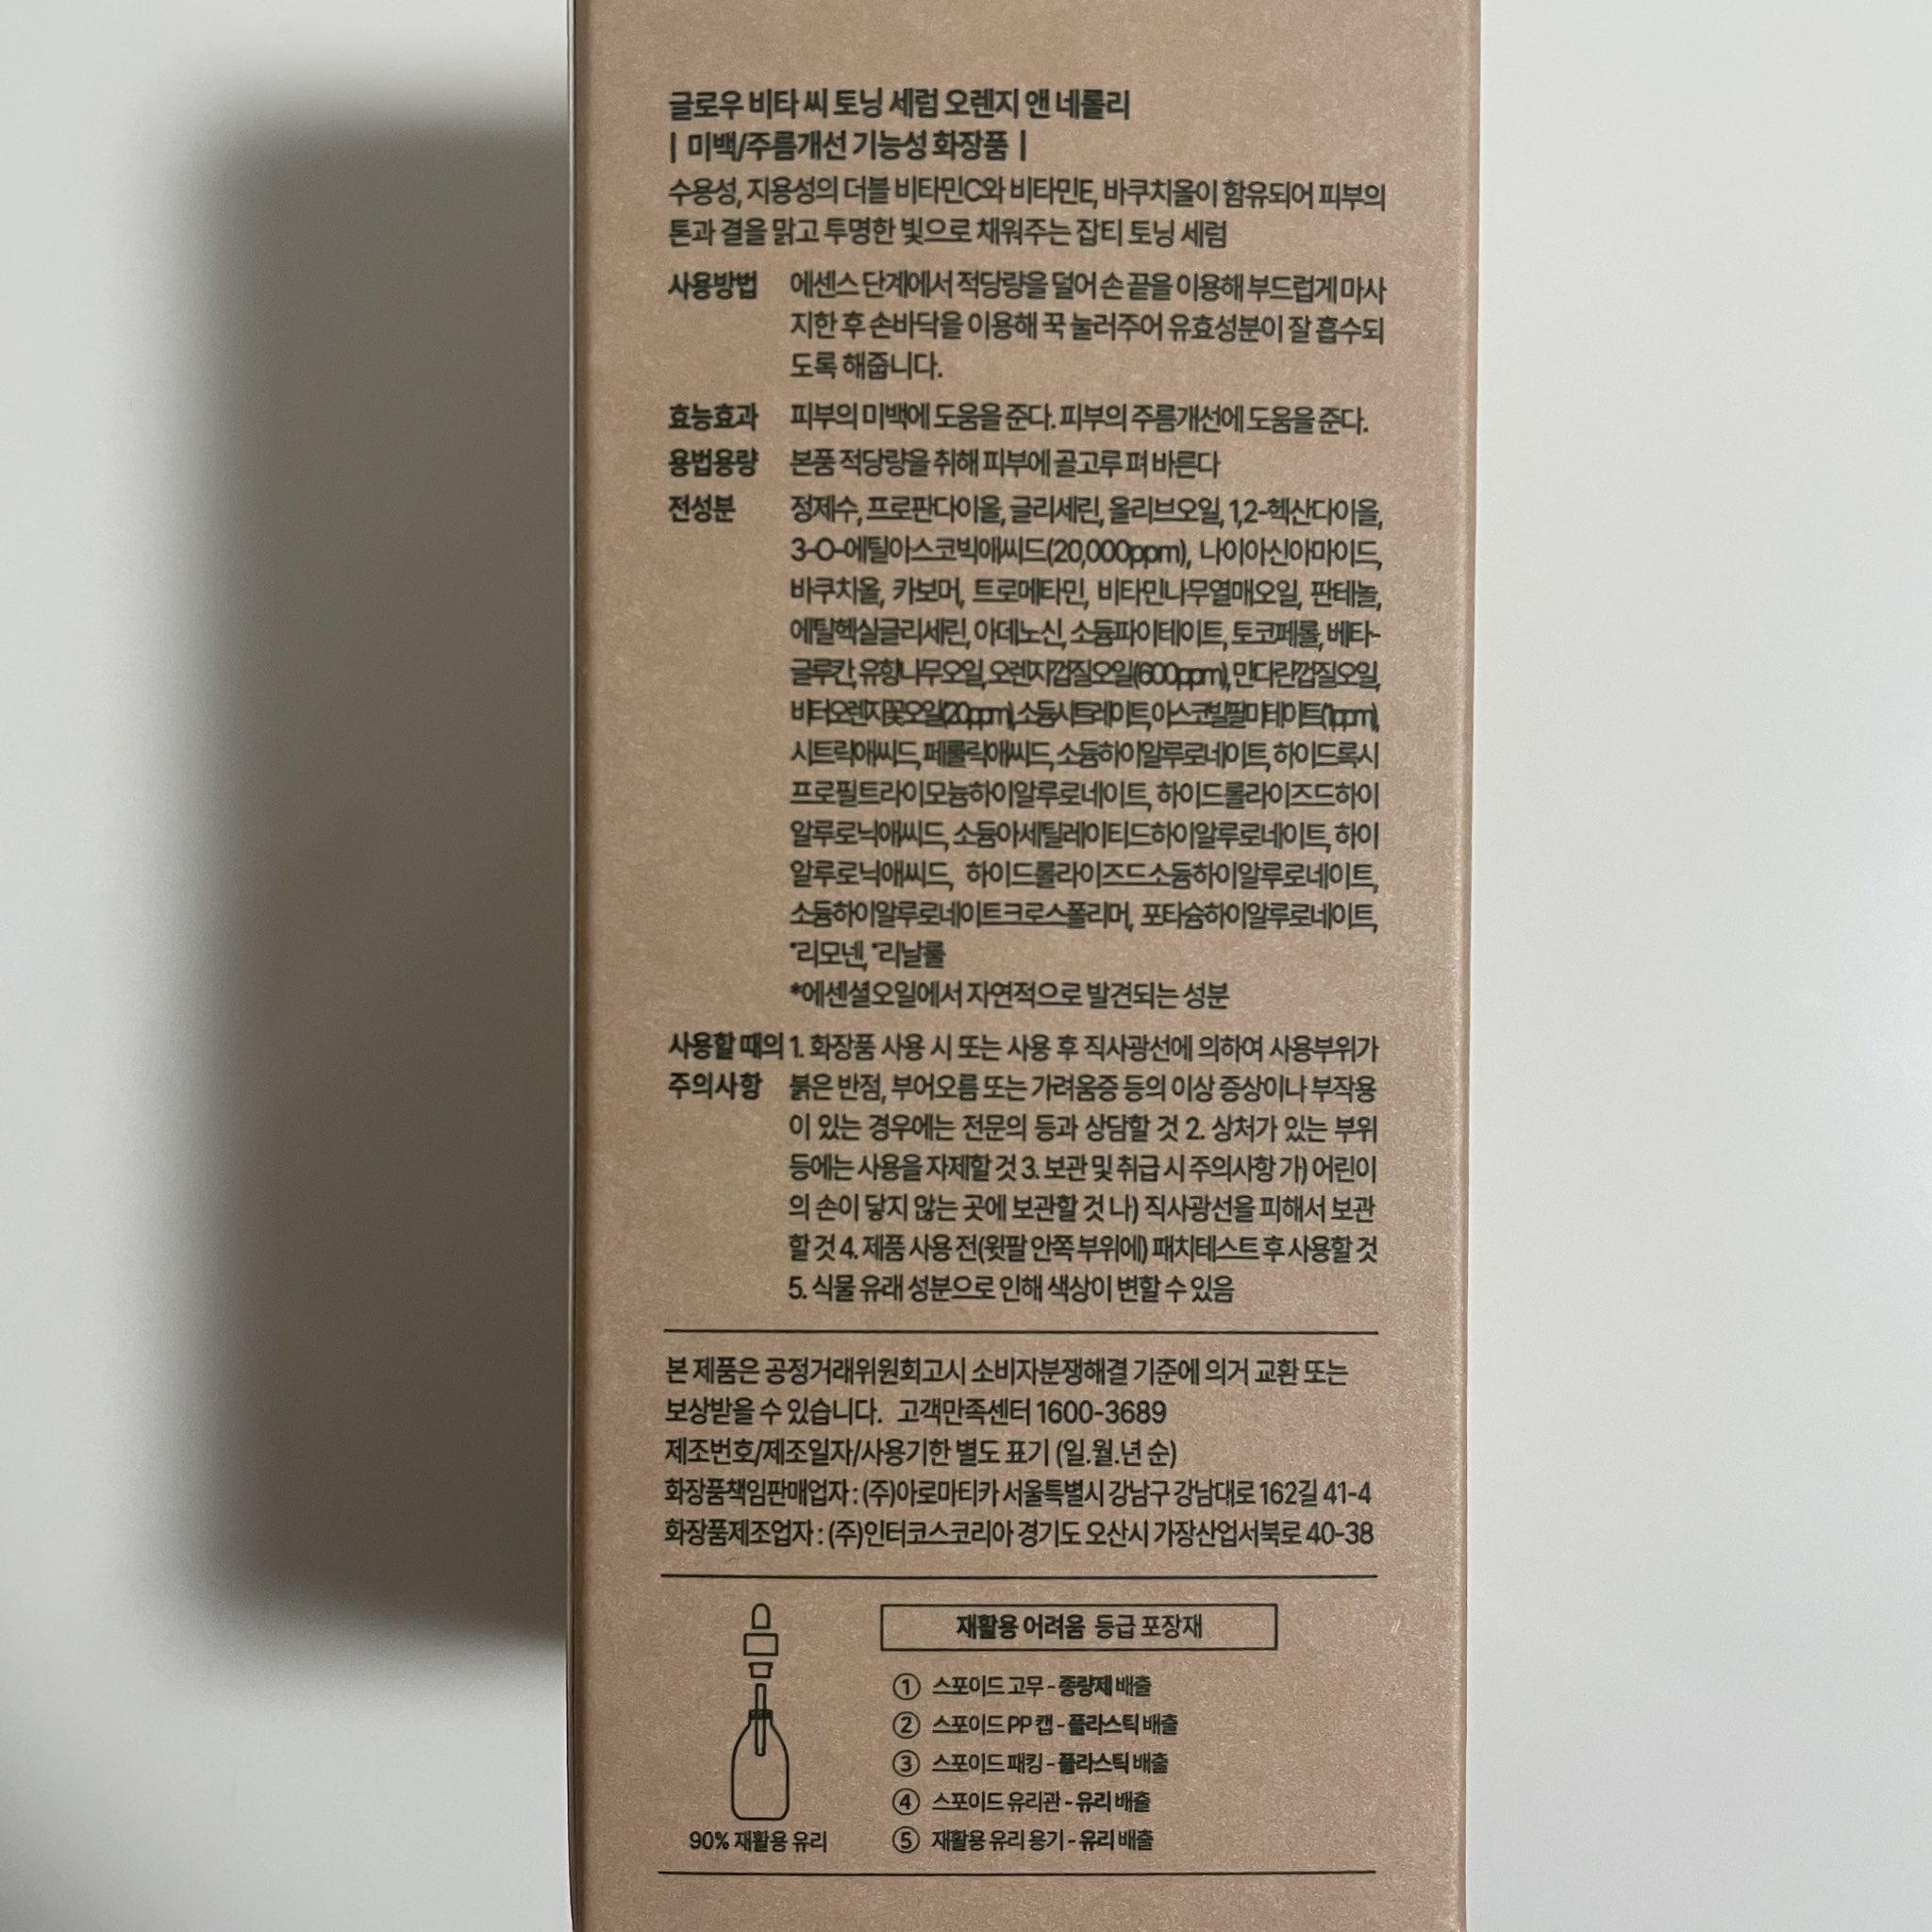 글로우 비타 씨 토닝 세럼 오렌지 앤 네롤리
| 미백/주름개선 기능성 화장품 |
수용성, 지용성의 더블 비타민C와 비타민E, 바쿠치올이 함유되어 피부의
톤과 결을 맑고 투명한 빛으로 채워주는 잡티 토닝 세럼
사용방법 에센스 단계에서 적당량을 덜어 손 끝을 이용해 부드럽게 마사
지한 후 손바닥을 이용해 꾹 눌러주어 유효성분이 잘 흡수되
도록 해줍니다.
효능효과 피부의 미백에 도움을 준다. 피부의 주름개선에 도움을 준다.
용법용량 본품 적당량을 취해 피부에 골고루 펴 바른다
전성분 정제수, 프로판다이올, 글리세린, 올리브오일, 1,2-헥산다이올,
3-O-에틸아스코빅애씨드(20,000ppm), 나이아신아마이드,
바쿠치올, 카보머, 트로메타민, 비타민나무열매오일, 판테놀,
에틸헥실글리세린, 아데노신, 소듐파이테이트, 토코페롤, 베타-
글루칸, 유향나무오일, 오렌지껍질오일(600ppm), 만다린껍질오일,
비터오렌지꽃오일(20ppm), 소듐시트레이트, 아스코빌팔미테이트(1ppm),
시트릭애씨드, 페룰릭애씨드, 소듐하이알루로네이트, 하이드록시
프로필트라이모늄하이알루로네이트, 하이드롤라이즈드하이
알루로닉애씨드, 소듐아세틸레이티드하이알루로네이트, 하이
알루로닉애씨드, 하이드롤라이즈드소듐하이알루로네이트,
소듐하이알루로네이트크로스폴리머, 포타슘하이알루로네이트,
*리모넨, *리날룰
*에센셜오일에서 자연적으로 발견되는 성분
사용할 때의 1. 화장품 사용 시 또는 사용 후 직사광선에 의하여 사용부위가
주의사항 붉은 반점, 부어오름 또는 가려움증 등의 이상 증상이나 부작용
이 있는 경우에는 전문의 등과 상담할 것 2. 상처가 있는 부위
등에는 사용을 자제할 것 3. 보관 및 취급 시 주의사항 가) 어린이
의 손이 닿지 않는 곳에 보관할 것 나) 직사광선을 피해서 보관
할 것 4. 제품 사용 전(윗팔 안쪽 부위에) 패치테스트 후 사용할 것
5. 식물 유래 성분으로 인해 색상이 변할 수 있음
본 제품은 공정거래위원회고시 소비자분쟁해결 기준에 의거 교환 또는
보상받을 수 있습니다. 고객만족센터 1600-3689
제조번호/제조일자/사용기한 별도 표기 (일.월.년 순)
화장품책임판매업자 : (주)아로마티카 서울특별시 강남구 강남대로 162길 41-4
화장품제조업자 : (주)인터코스코리아 경기도 오산시 가장산업서북로 40-38
재활용 어려움 등급 포장재
① 스포이드 고무 - 종량제 배출
② 스포이드 PP 캡 - 플라스틱 배출
③ 스포이드 패킹 - 플라스틱 배출
④ 스포이드 유리관 - 유리 배출
⑤ 재활용 유리 용기 - 유리 배출
90% 재활용 유리